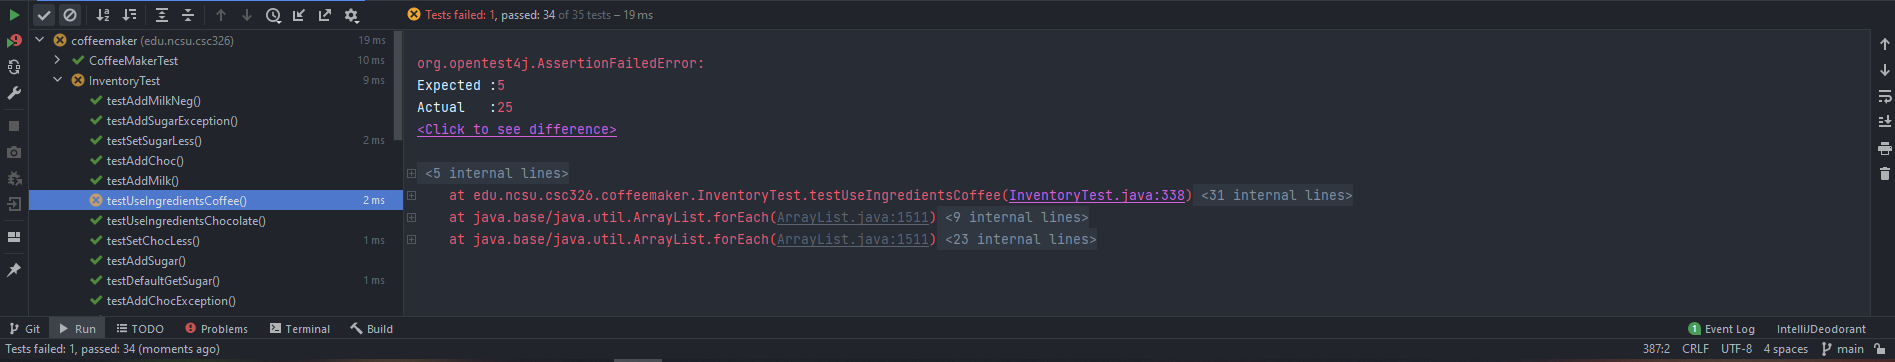 Tests failed: 1, passed: 34 of 35 tests – 19 ms
coffeemaker (edu.ncsu.csc326) 19 ms
CoffeeMakerTest 10 ms
InventoryTest 9 ms
testAddMilkNeg()
testAddSugarException()
testSetSugarLess() 2 ms
testAddChoc()
testAddMilk()
testUseIngredientsCoffee() 2 ms
testUseIngredientsChocolate()
testSetChocLess() 1 ms
testAddSugar()
testDefaultGetSugar() 1 ms
testAddChocException()
org.opentest4j.AssertionFailedError:
Expected :5
Actual   :25
<Click to see difference>
<5 internal lines>
at edu.ncsu.csc326.coffeemaker.InventoryTest.testUseIngredientsCoffee(InventoryTest.java:338) <31 internal lines>
at java.base/java.util.ArrayList.forEach(ArrayList.java:1511) <9 internal lines>
at java.base/java.util.ArrayList.forEach(ArrayList.java:1511) <23 internal lines>
Git Run TODO Problems Terminal Build 1 Event Log IntelliJDeodorant
Tests failed: 1, passed: 34 (moments ago) 387:2 CRLF UTF-8 4 spaces main